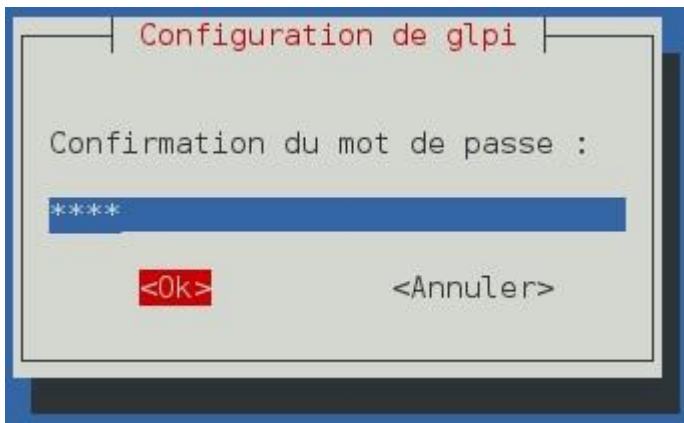 Configuration de glpi
Confirmation du mot de passe :
****
<Ok> <Annuler>